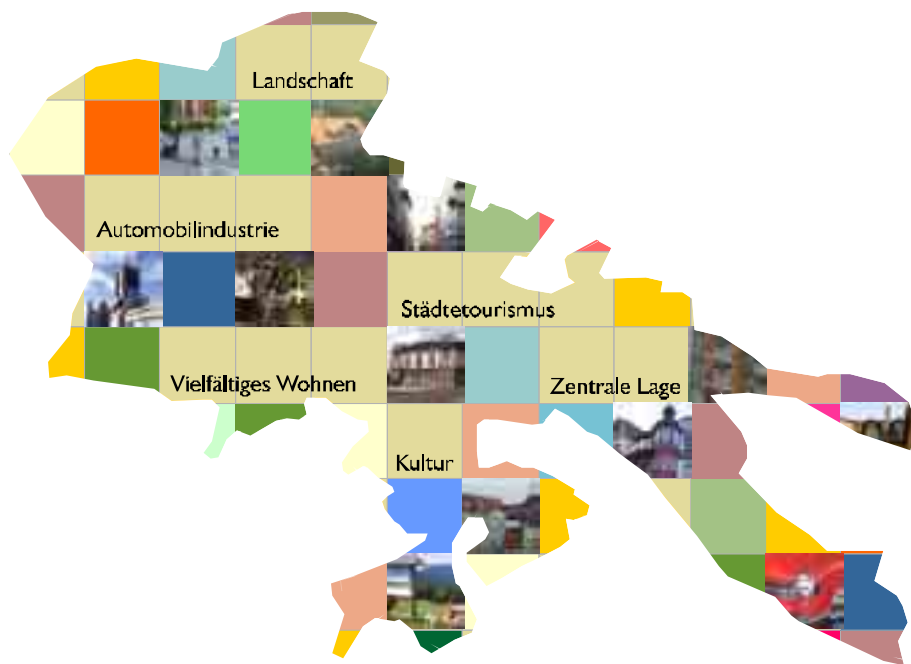 Landschaft
Automobilindustrie
Städtetourismus
Vielfältiges Wohnen
Zentrale Lage
Kultur